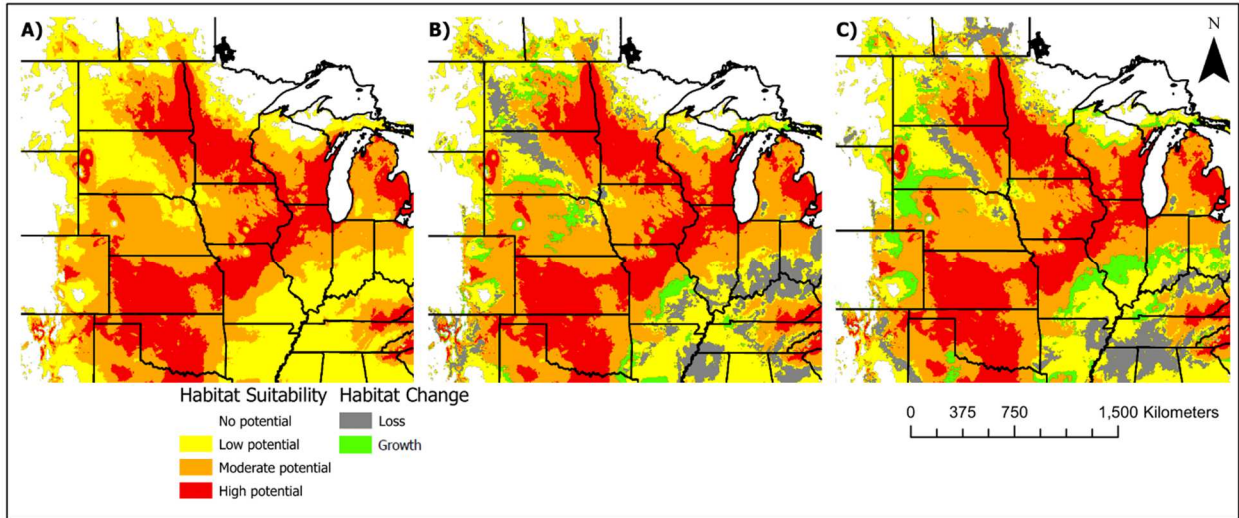 A)
B)
C)
N
Habitat Suitability
No potential
Low potential
Moderate potential
High potential
Habitat Change
Loss
Growth
0 375 750 1,500 Kilometers